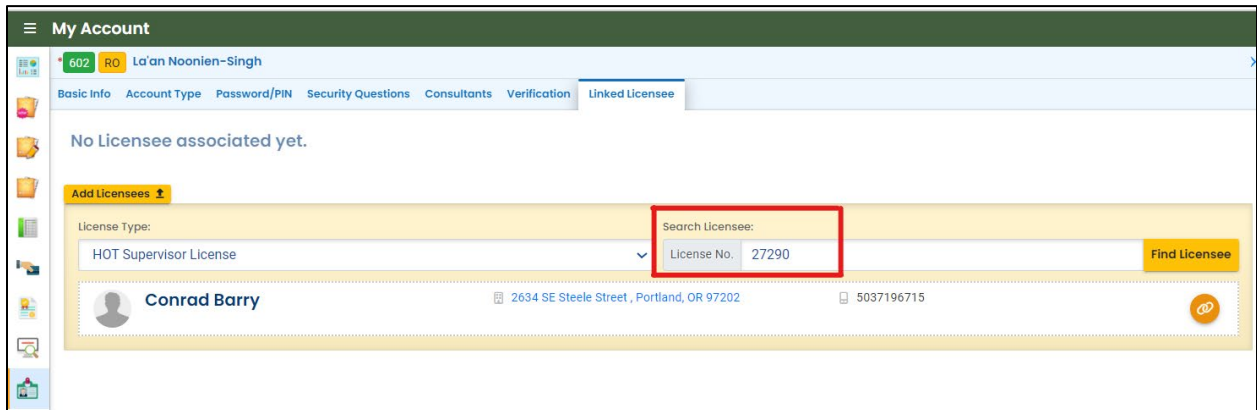 My Account
* 602 RO La'an Noonien-Singh
Basic Info Account Type Password/PIN Security Questions Consultants Verification Linked Licensee
No Licensee associated yet.
Add Licensees
License Type: Search Licensee:
HOT Supervisor License License No. 27290 Find Licensee
Conrad Barry 2634 SE Steele Street , Portland, OR 97202 5037196715